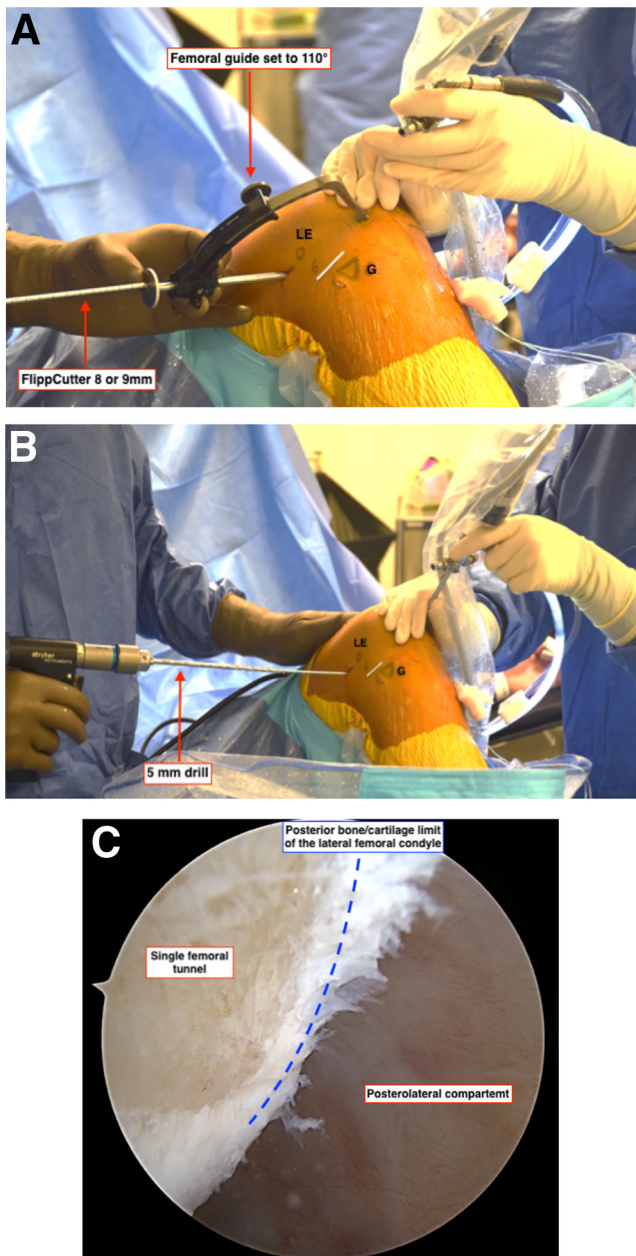 A
Femoral guide set to 110°
LE
G
FlippCutter 8 or 9mm
B
LE
G
stryker
INSTRUMENTS
5 mm drill
C
Posterior bone/cartilage limit
of the lateral femoral condyle
Single femoral
tunnel
Posterolateral compartemt